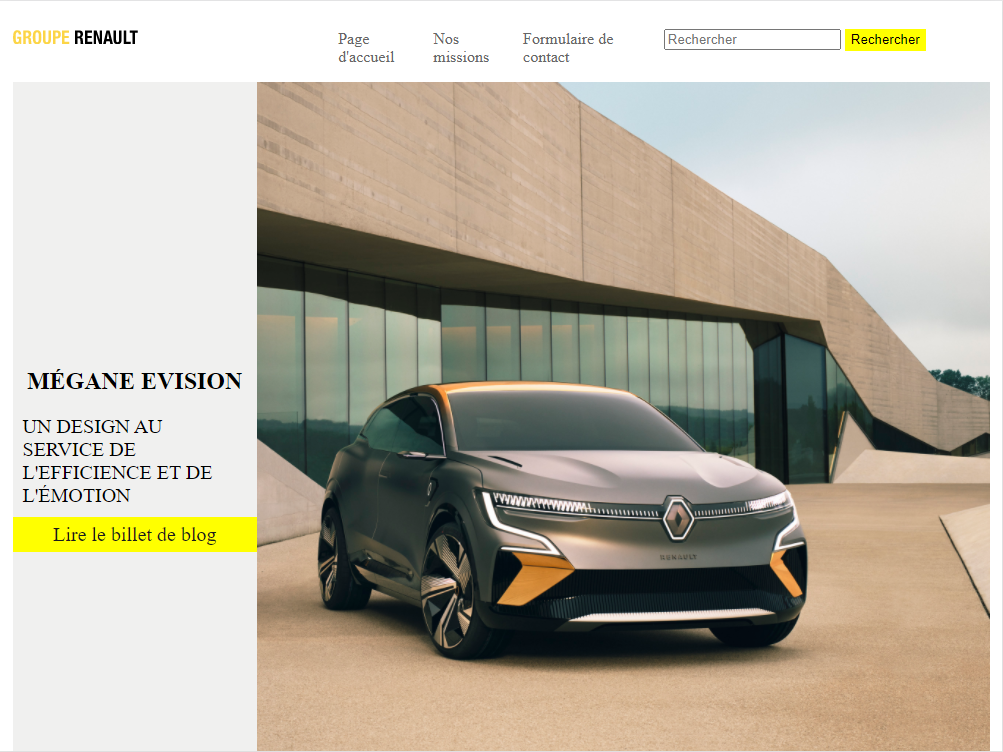 GROUPE RENAULT
Page
d'accueil
Nos
missions
Formulaire de
contact
Rechercher
Rechercher
MÉGANE EVISION
UN DESIGN AU
SERVICE DE
L'EFFICIENCE ET DE
L'ÉMOTION
Lire le billet de blog
RENAULT